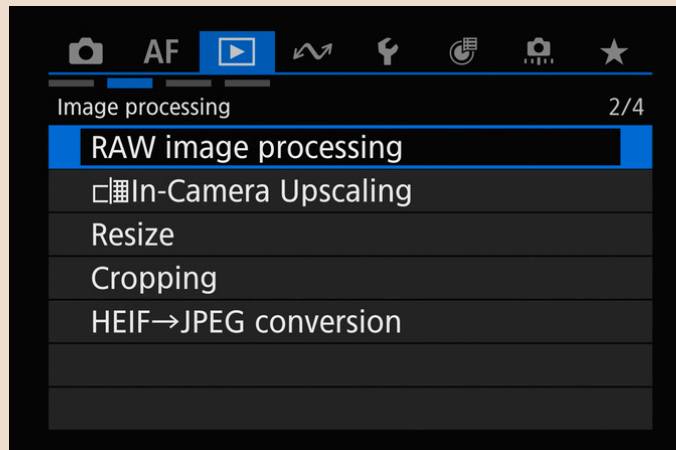 AF
Image processing 2/4
RAW image processing
In-Camera Upscaling
Resize
Cropping
HEIF→JPEG conversion